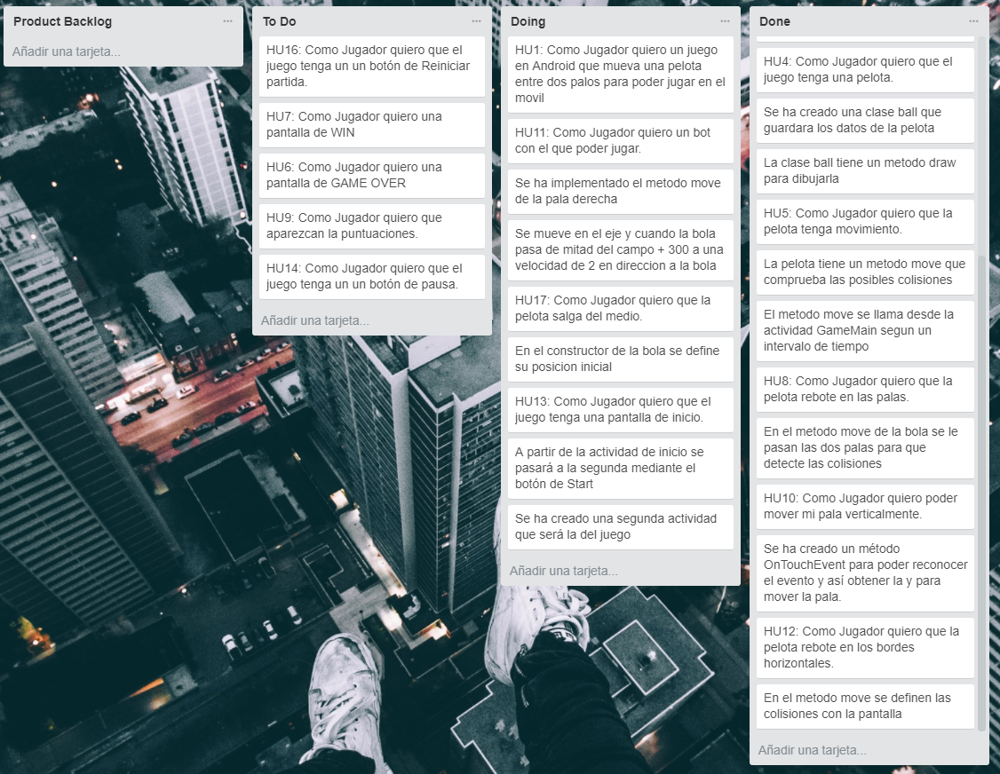 Product Backlog
Añadir una tarjeta...
To Do
HU16: Como Jugador quiero que el
juego tenga un un botón de Reiniciar
partida.
HU7: Como Jugador quiero una
pantalla de WIN
HU6: Como Jugador quiero una
pantalla de GAME OVER
HU9: Como Jugador quiero que
aparezcan la puntuaciones.
HU14: Como Jugador quiero que el
juego tenga un un botón de pausa.
Añadir una tarjeta...
Doing
HU1: Como Jugador quiero un juego
en Android que mueva una pelota
entre dos palos para poder jugar en el
movil
HU11: Como Jugador quiero un bot
con el que poder jugar.
Se ha implementado el metodo move
de la pala derecha
Se mueve en el eje y cuando la bola
pasa de mitad del campo + 300 a una
velocidad de 2 en direccion a la bola
HU17: Como Jugador quiero que la
pelota salga del medio.
En el constructor de la bola se define
su posicion inicial
HU13: Como Jugador quiero que el
juego tenga una pantalla de inicio.
A partir de la actividad de inicio se
pasará a la segunda mediante el
botón de Start
Se ha creado una segunda actividad
que será la del juego
Añadir una tarjeta...
Done
HU4: Como Jugador quiero que el
juego tenga una pelota.
Se ha creado una clase ball que
guardara los datos de la pelota
La clase ball tiene un metodo draw
para dibujarla
HU5: Como Jugador quiero que la
pelota tenga movimiento.
La pelota tiene un metodo move que
comprueba las posibles colisiones
El metodo move se llama desde la
actividad GameMain segun un
intervalo de tiempo
HU8: Como Jugador quiero que la
pelota rebote en las palas.
En el metodo move de la bola se le
pasan las dos palas para que
detecte las colisiones
HU10: Como Jugador quiero poder
mover mi pala verticalmente.
Se ha creado un método
OnTouchEvent para poder reconocer
el evento y así obtener la y para
mover la pala.
HU12: Como Jugador quiero que la
pelota rebote en los bordes
horizontales.
En el metodo move se definen las
colisiones con la pantalla
Añadir una tarjeta...